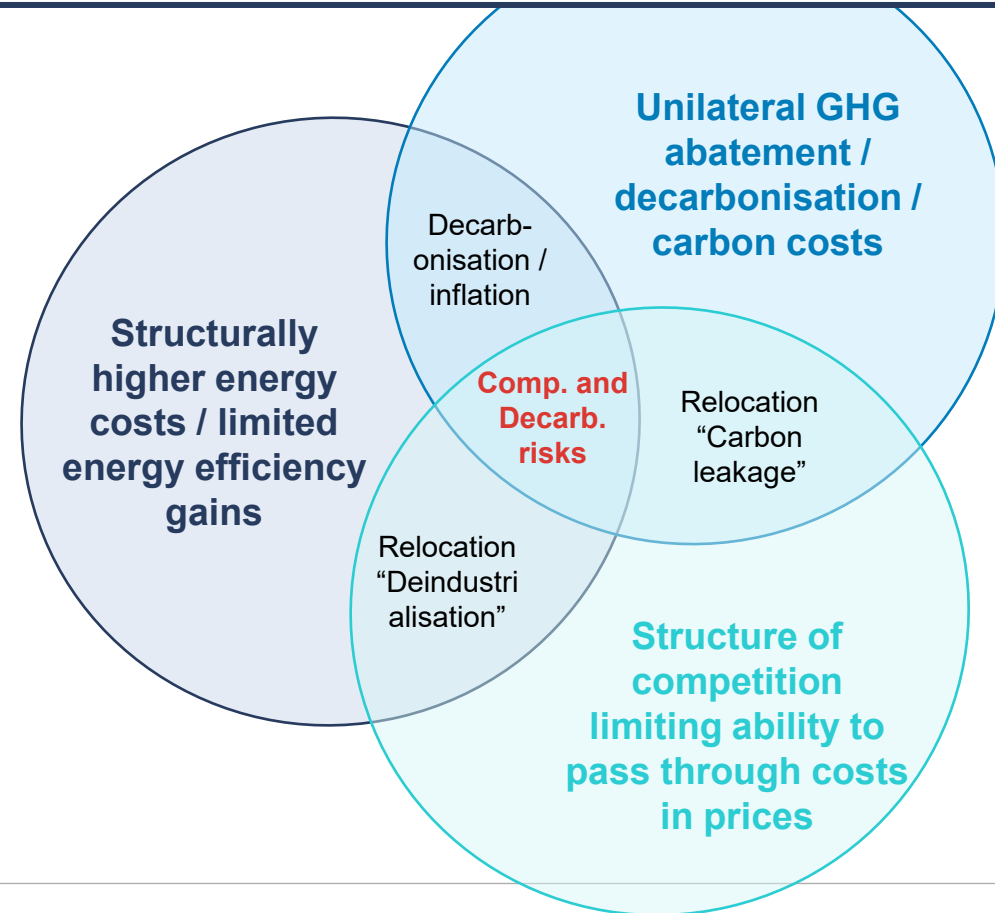 Unilateral GHG
abatement /
decarbonisation /
carbon costs
Decarb-
onisation /
inflation
Structurally
higher energy
costs / limited
energy efficiency
gains
Comp. and
Decarb.
risks
Relocation
“Carbon
leakage”
Relocation
“Deindustri
alisation”
Structure of
competition
limiting ability to
pass through costs
in prices